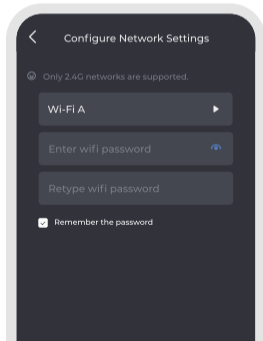 Configure Network Settings
Only 2.4G networks are supported.
Wi-Fi A
Enter wifi password
Retype wifi password
Remember the password